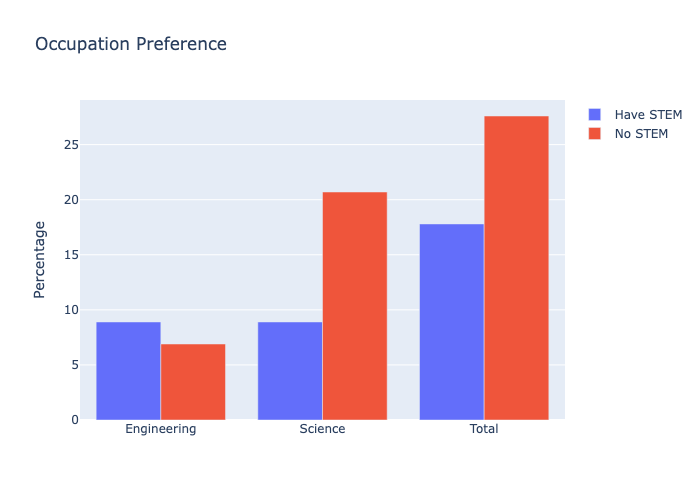 Occupation Preference
Have STEM
No STEM
Percentage
25
20
15
10
5
0
Engineering
Science
Total